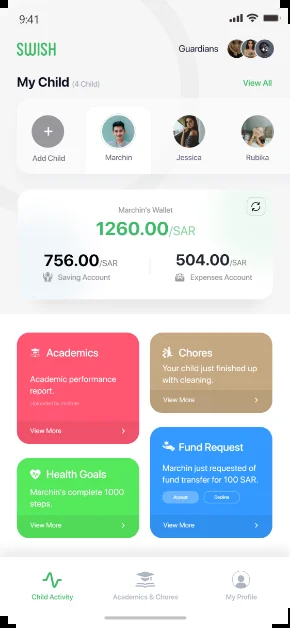 9:41
SWISH
Guardians
My Child (4 Child)
View All
Add Child
Marchin
Jessica
Rubika
Marchin's Wallet
1260.00/SAR
756.00/SAR
Saving Account
504.00/SAR
Expenses Account
Academics
Academic performance
report.
View More
Chores
Your child just finished up
with cleaning.
View More
Health Goals
Marchin's complete 1000
steps.
View More
Fund Request
Marchin just requested of
fund transfer for 100 SAR.
Accept
Decline
View More
Child Activity
Academics & Chores
My Profile